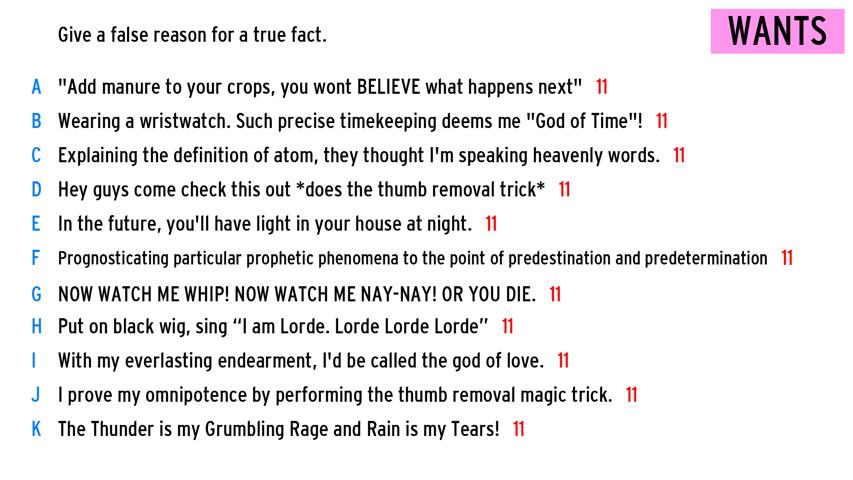 Give a false reason for a true fact.
WANTS
A "Add manure to your crops, you wont BELIEVE what happens next" 11
B Wearing a wristwatch. Such precise timekeeping deems me "God of Time"! 11
C Explaining the definition of atom, they thought I'm speaking heavenly words. 11
D Hey guys come check this out *does the thumb removal trick* 11
E In the future, you'll have light in your house at night. 11
F Prognosticating particular prophetic phenomena to the point of predestination and predetermination 11
G NOW WATCH ME WHIP! NOW WATCH ME NAY-NAY! OR YOU DIE. 11
H Put on black wig, sing “I am Lorde. Lorde Lorde Lorde” 11
I With my everlasting endearment, I'd be called the god of love. 11
J I prove my omnipotence by performing the thumb removal magic trick. 11
K The Thunder is my Grumbling Rage and Rain is my Tears! 11